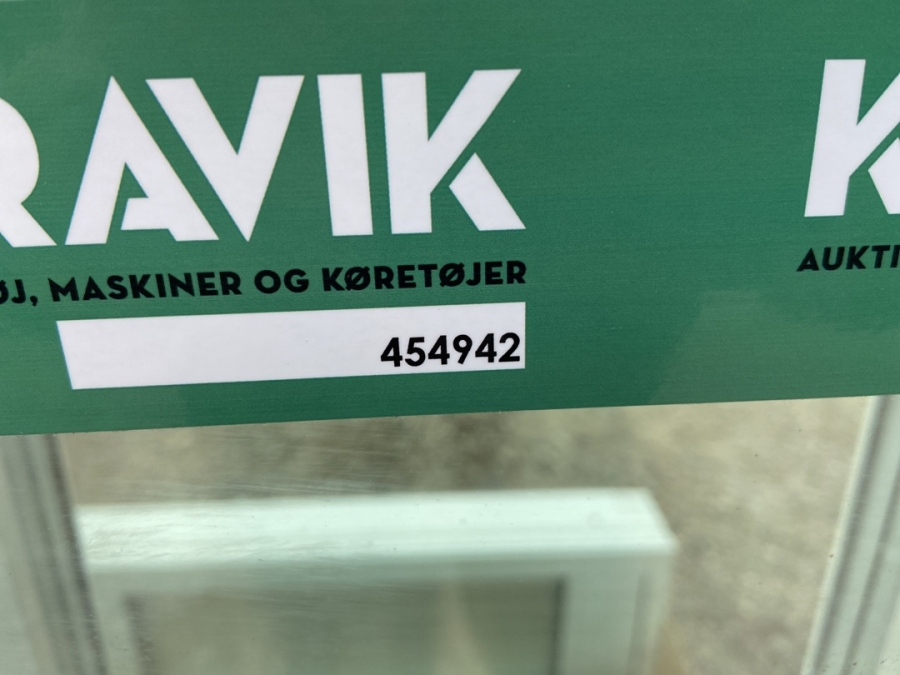 RAVIK
ØJ, MASKINER OG KØRETØJER
454942
K
AUKTI